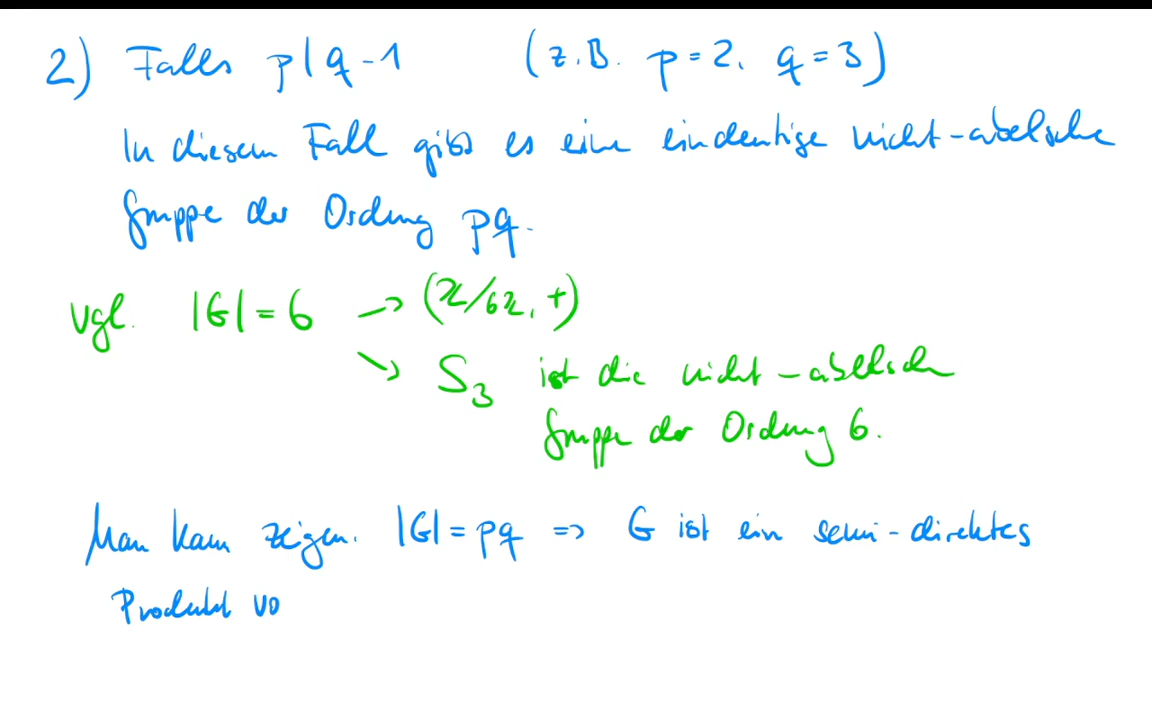 2) Falls p|q-1 (z.B. p=2, q=3)
In diesem Fall gibt es eine eindeutige nicht-abelsche
Gruppe der Ordnung pq.
vgl. |G|=6 → (ℤ/6ℤ, +)
↘ S₃ ist die nicht-abelsch
Gruppe der Ordnung 6.
Man kann zeigen. |G|=pq => G ist ein semi-direktes
Produkt vo